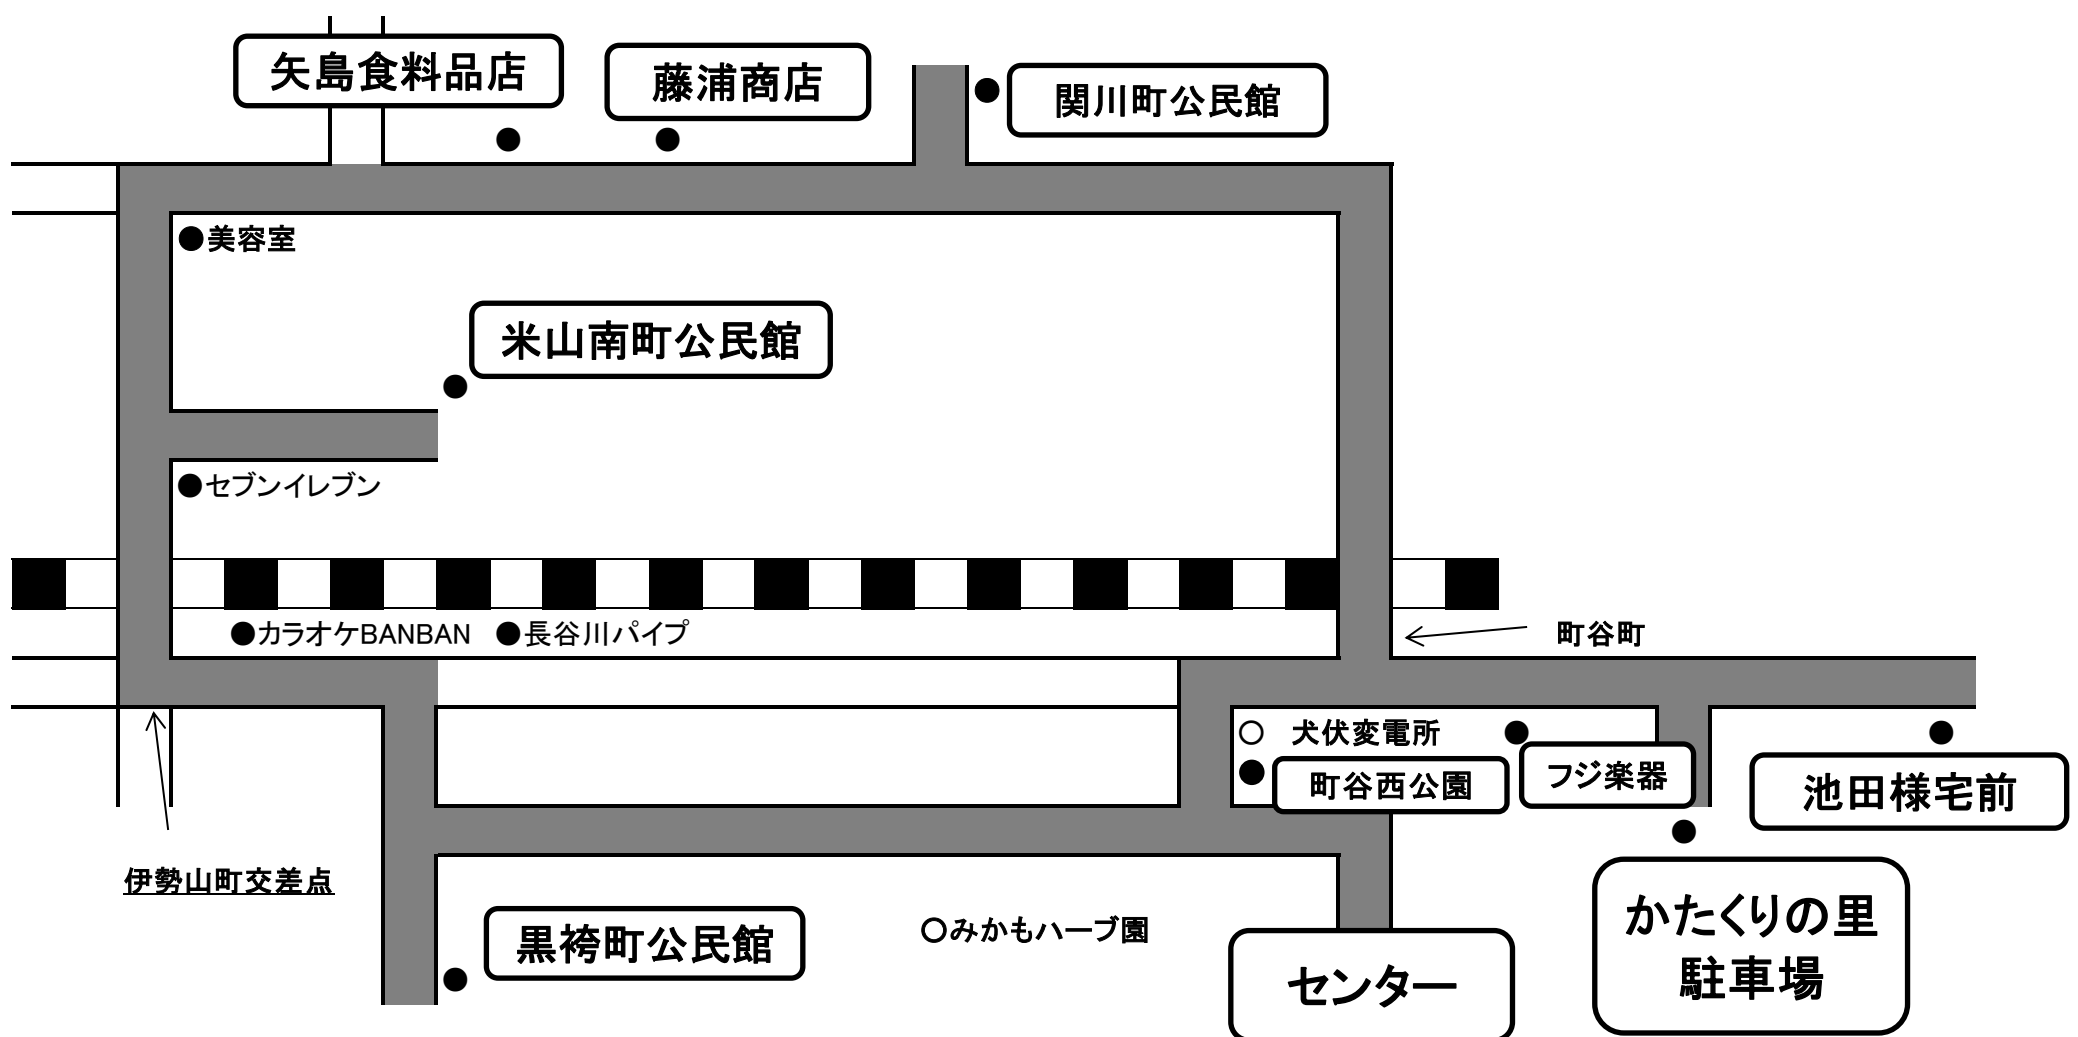 矢島食料品店
藤浦商店
関川町公民館
●美容室
米山南町公民館
●セブンイレブン
●カラオケBANBAN ●長谷川パイプ
町谷町
○ 犬伏変電所
町谷西公園
フジ楽器
池田様宅前
伊勢山町交差点
黒袴町公民館
○みかもハーブ園
センター
かたくりの里
駐車場